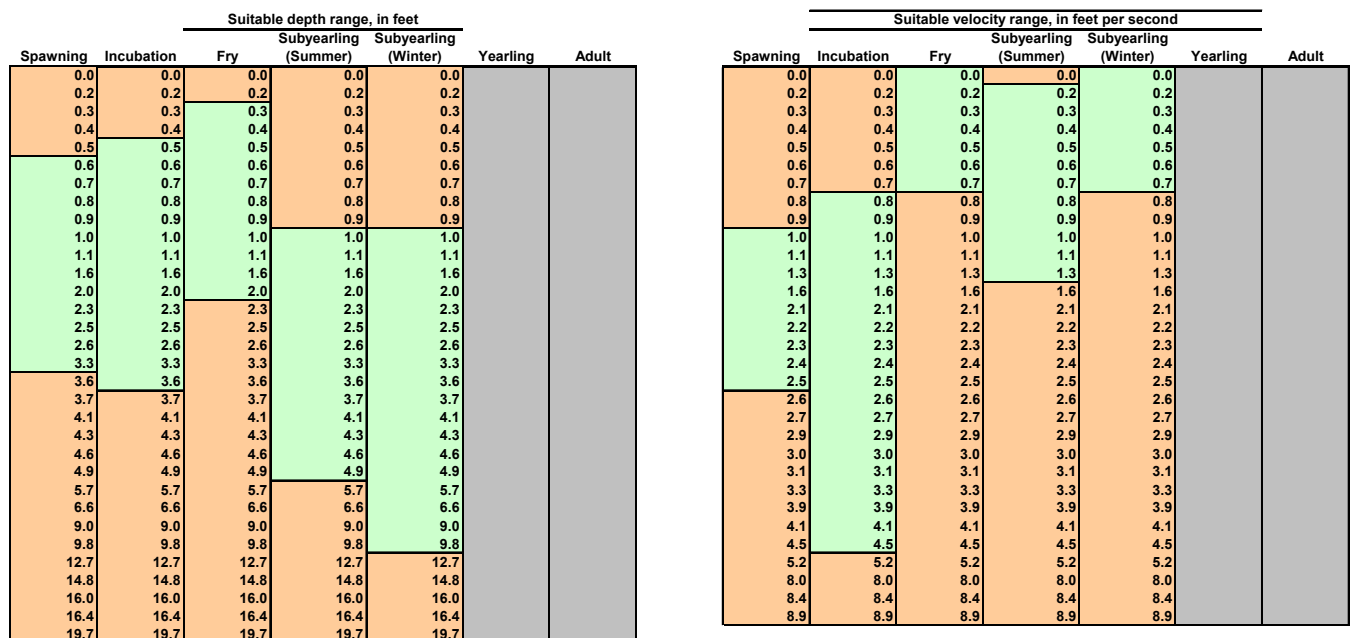 Suitable depth range, in feet Suitable velocity range, in feet per second
Subyearling Subyearling Subyearling Subyearling
Spawning Incubation Fry (Summer) (Winter) Yearling Adult Spawning Incubation Fry (Summer) (Winter) Yearling Adult
0.0 0.0 0.0 0.0 0.0 0.0 0.0 0.0 0.0 0.0
0.2 0.2 0.2 0.2 0.2 0.2 0.2 0.2 0.2 0.2
0.3 0.3 0.3 0.3 0.3 0.3 0.3 0.3 0.3 0.3
0.4 0.4 0.4 0.4 0.4 0.4 0.4 0.4 0.4 0.4
0.5 0.5 0.5 0.5 0.5 0.5 0.5 0.5 0.5 0.5
0.6 0.6 0.6 0.6 0.6 0.6 0.6 0.6 0.6 0.6
0.7 0.7 0.7 0.7 0.7 0.7 0.7 0.7 0.7 0.7
0.8 0.8 0.8 0.8 0.8 0.8 0.8 0.8 0.8 0.8
0.9 0.9 0.9 0.9 0.9 0.9 0.9 0.9 0.9 0.9
1.0 1.0 1.0 1.0 1.0 1.0 1.0 1.0 1.0 1.0
1.1 1.1 1.1 1.1 1.1 1.1 1.1 1.1 1.1 1.1
1.6 1.6 1.6 1.6 1.6 1.3 1.3 1.3 1.3 1.3
2.0 2.0 2.0 2.0 2.0 1.6 1.6 1.6 1.6 1.6
2.3 2.3 2.3 2.3 2.3 2.1 2.1 2.1 2.1 2.1
2.5 2.5 2.5 2.5 2.5 2.2 2.2 2.2 2.2 2.2
2.6 2.6 2.6 2.6 2.6 2.3 2.3 2.3 2.3 2.3
3.3 3.3 3.3 3.3 3.3 2.4 2.4 2.4 2.4 2.4
3.6 3.6 3.6 3.6 3.6 2.5 2.5 2.5 2.5 2.5
3.7 3.7 3.7 3.7 3.7 2.6 2.6 2.6 2.6 2.6
4.1 4.1 4.1 4.1 4.1 2.7 2.7 2.7 2.7 2.7
4.3 4.3 4.3 4.3 4.3 2.9 2.9 2.9 2.9 2.9
4.6 4.6 4.6 4.6 4.6 3.0 3.0 3.0 3.0 3.0
4.9 4.9 4.9 4.9 4.9 3.1 3.1 3.1 3.1 3.1
5.7 5.7 5.7 5.7 5.7 3.3 3.3 3.3 3.3 3.3
6.6 6.6 6.6 6.6 6.6 3.9 3.9 3.9 3.9 3.9
9.0 9.0 9.0 9.0 9.0 4.1 4.1 4.1 4.1 4.1
9.8 9.8 9.8 9.8 9.8 4.5 4.5 4.5 4.5 4.5
12.7 12.7 12.7 12.7 12.7 5.2 5.2 5.2 5.2 5.2
14.8 14.8 14.8 14.8 14.8 8.0 8.0 8.0 8.0 8.0
16.0 16.0 16.0 16.0 16.0 8.4 8.4 8.4 8.4 8.4
16.4 16.4 16.4 16.4 16.4 8.9 8.9 8.9 8.9 8.9
19.7 19.7 19.7 19.7 19.7